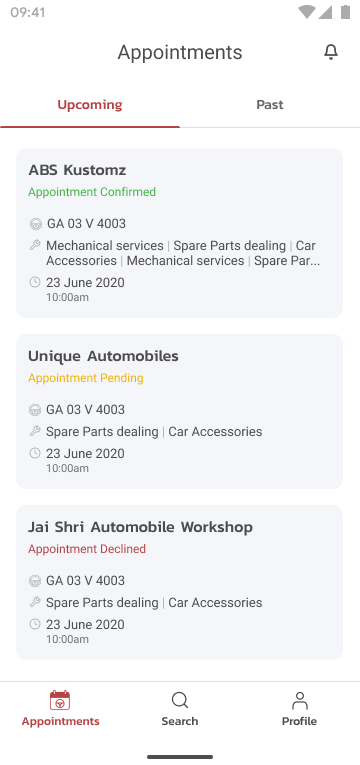 09:41
Appointments
Upcoming
Past
ABS Kustomz
Appointment Confirmed
GA 03 V 4003
Mechanical services | Spare Parts dealing | Car
Accessories | Mechanical services | Spare Par...
23 June 2020
10:00am
Unique Automobiles
Appointment Pending
GA 03 V 4003
Spare Parts dealing | Car Accessories
23 June 2020
10:00am
Jai Shri Automobile Workshop
Appointment Declined
GA 03 V 4003
Spare Parts dealing | Car Accessories
23 June 2020
10:00am
Appointments
Search
Profile